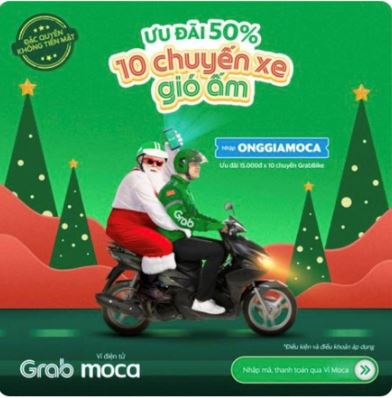 ĐẶC QUYỀN
KHÔNG TIỀN MẶT
ƯU ĐÃI 50%
10 chuyến xe
gió ấm
Nhập ONGGIAMOCA
Ưu đãi 15.000đ x 10 chuyến GrabBike
Grab
*Điều kiện và điều khoản áp dụng
Ví điện tử
Grab moca
Nhập mã, thanh toán qua Ví Moca